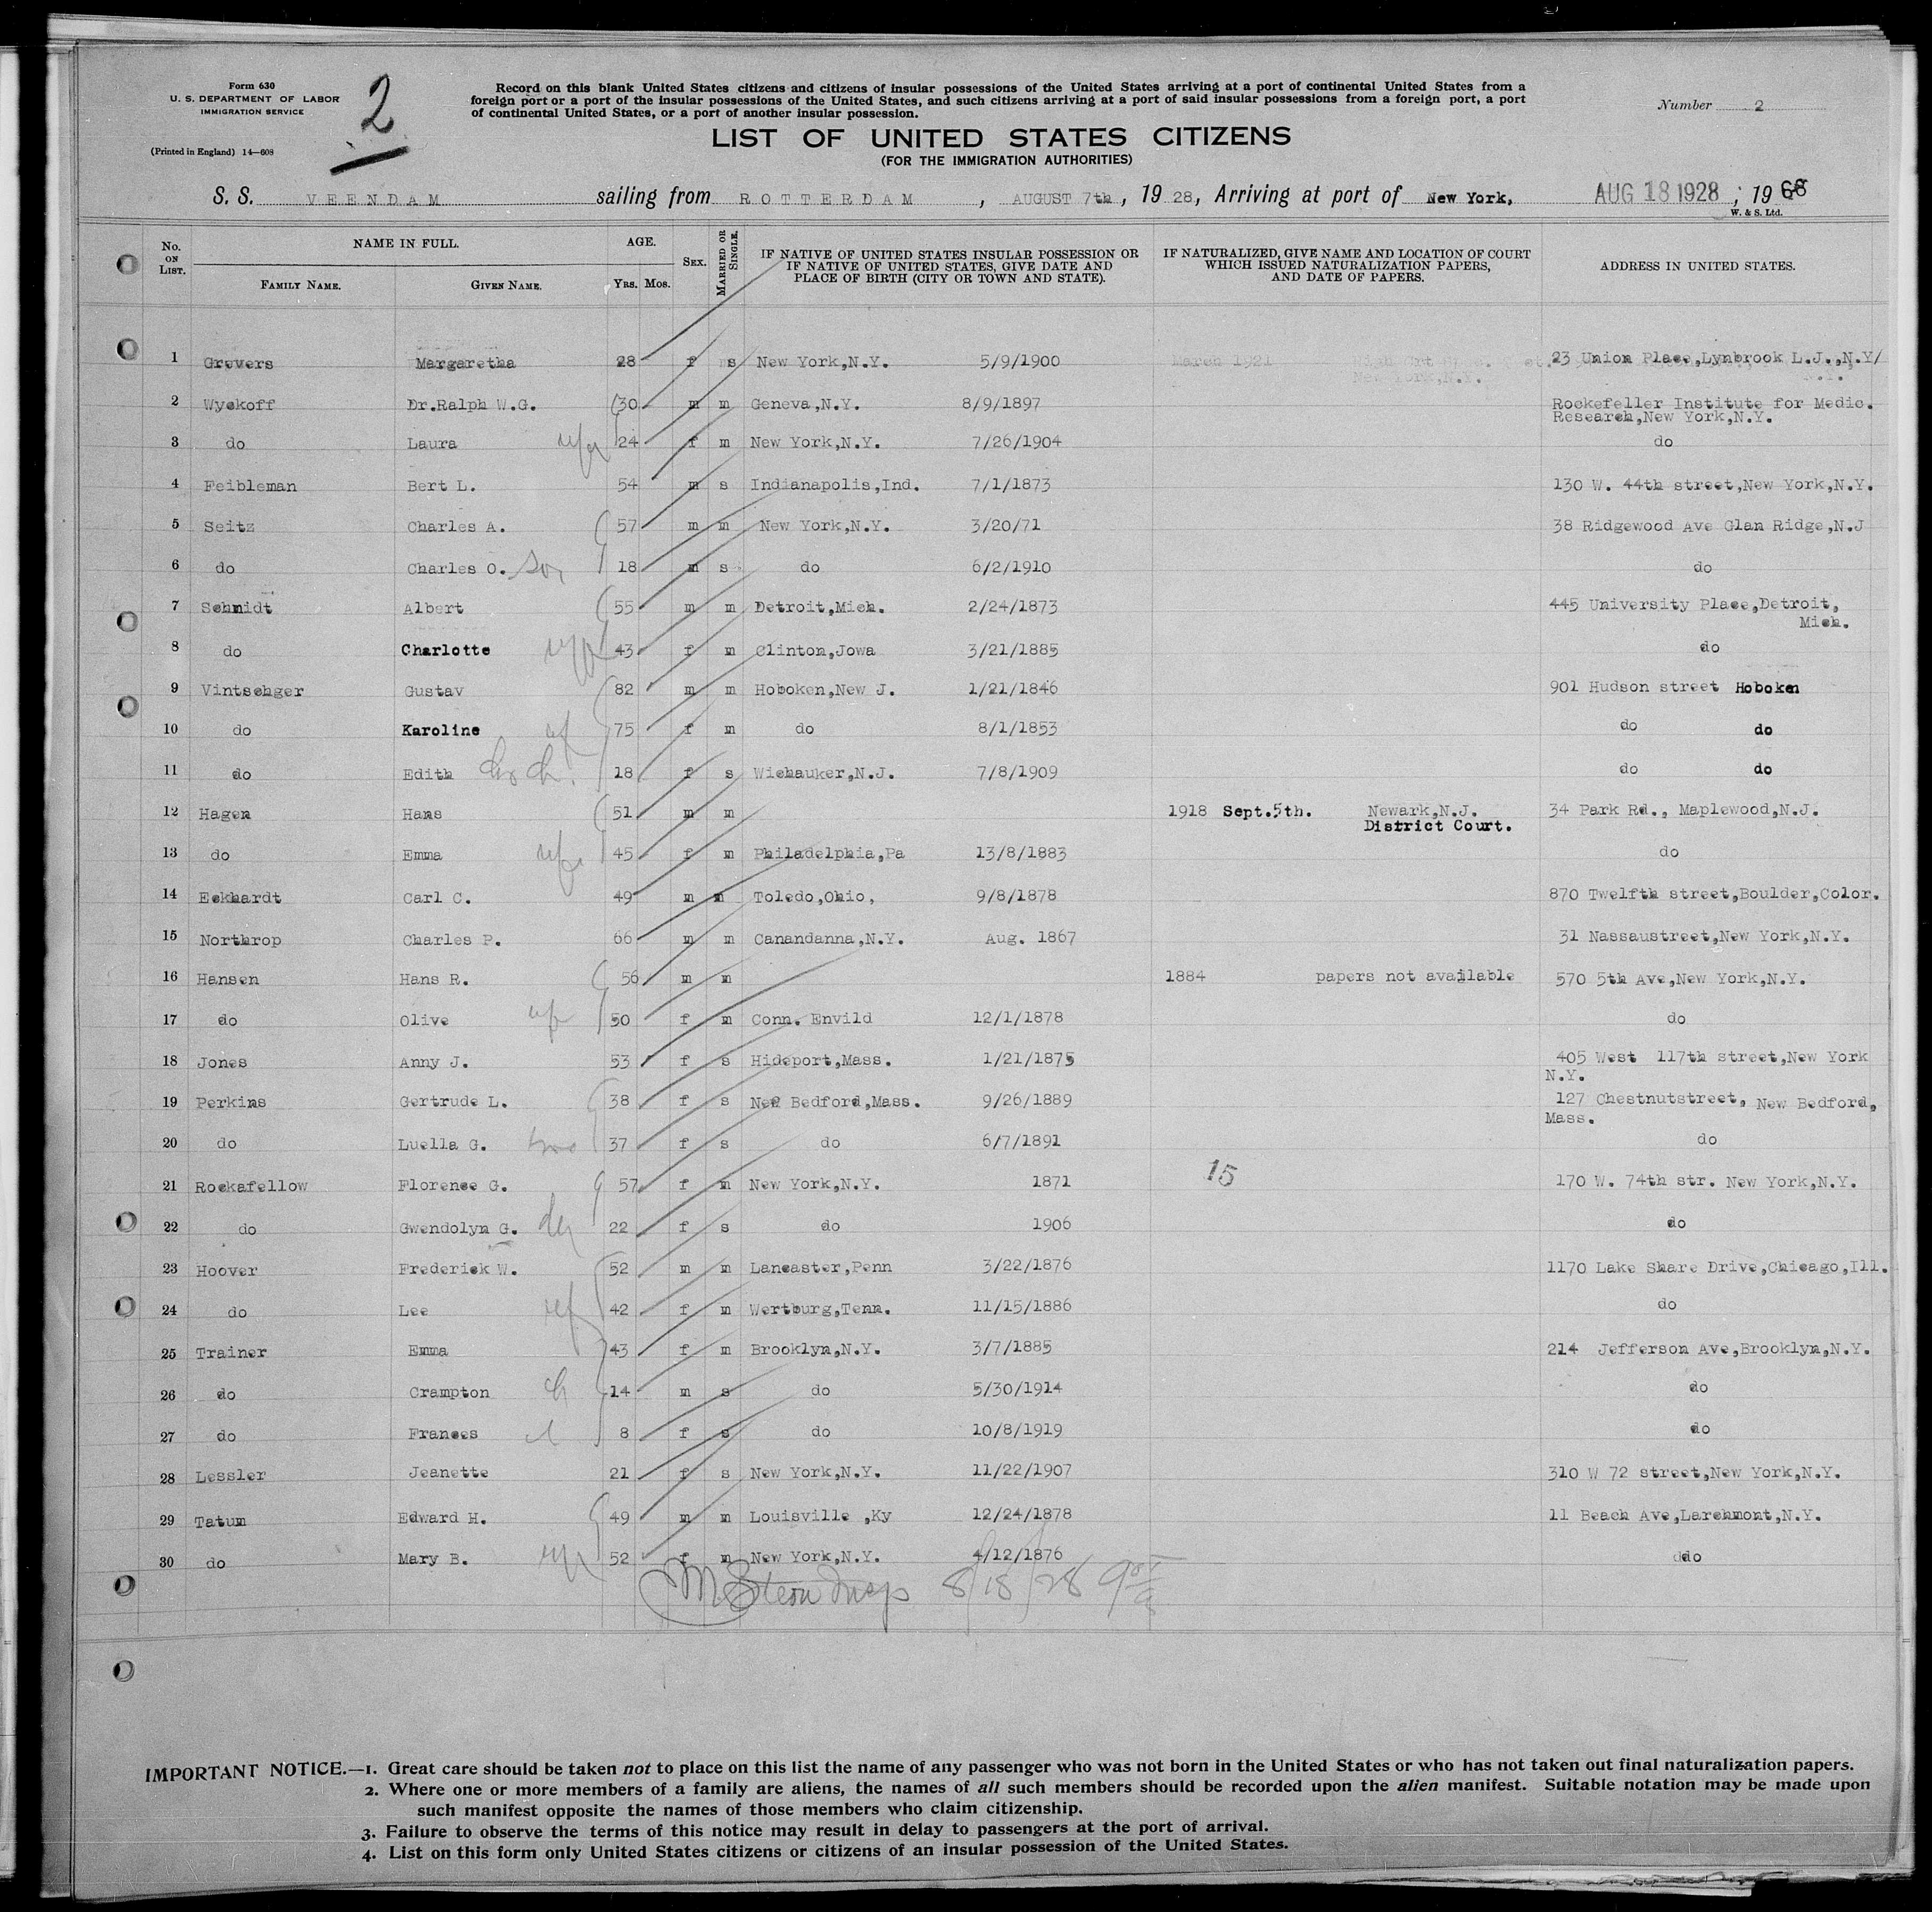 Form 630
U. S. DEPARTMENT OF LABOR
IMMIGRATION SERVICE
(Printed in England) 14—608
2
Record on this blank United States citizens and citizens of insular possessions of the United States arriving at a port of continental United States from a
foreign port or a port of the insular possessions of the United States, and such citizens arriving at a port of said insular possessions from a foreign port, a port
of continental United States, or a port of another insular possession.
Number 2
LIST OF UNITED STATES CITIZENS
(FOR THE IMMIGRATION AUTHORITIES)
S. S. VEENDAM sailing from ROTTERDAM, AUGUST 7th, 19 28, Arriving at port of New York, AUG 18 1928; 19
W. & S. Ltd.
No. ON LIST. NAME IN FULL. FAMILY NAME. GIVEN NAME. AGE. YRS. MOS. SEX. MARRIED OR SINGLE. IF NATIVE OF UNITED STATES INSULAR POSSESSION OR IF NATIVE OF UNITED STATES, GIVE DATE AND PLACE OF BIRTH (CITY OR TOWN AND STATE). IF NATURALIZED, GIVE NAME AND LOCATION OF COURT WHICH ISSUED NATURALIZATION PAPERS, AND DATE OF PAPERS. ADDRESS IN UNITED STATES.
1 Grevers Margaretha 28 f s New York,N.Y. 5/9/1900 March 1921 New York,N.Y. 23 Union Place,Lynbrook L.J.,N.Y/
2 Wyckoff Dr.Ralph W.G. 30 m m Geneva,N.Y. 8/9/1897 Rockefeller Institute for Medic.
Research,New York,N.Y.
3 do Laura 24 f m New York,N.Y. 7/26/1904 do
4 Feibleman Bert L. 54 m s Indianapolis,Ind. 7/1/1873 130 W. 44th street,New York,N.Y.
5 Seitz Charles A. 57 m m New York,N.Y. 3/20/71 38 Ridgewood Ave Glan Ridge,N.J
6 do Charles O. son 18 m s do 6/2/1910 do
7 Schmidt Albert 55 m m Detroit,Mich. 2/24/1873 445 University Place,Detroit,
Mich.
8 do Charlotte 43 f m Clinton,Jowa 3/21/1885 do
9 Vintschger Gustav 82 m m Hoboken,New J. 1/21/1846 901 Hudson street Hoboken
10 do Karoline wf 75 f m do 8/1/1853 do do
11 do Edith 18 f s Wiehauker,N.J. 7/8/1909 do do
12 Hagen Hans 51 m m 1918 Sept.5th. Newark,N.J. 34 Park Rd., Maplewood,N.J.
District Court.
13 do Emma 45 f m Philadelphia,Pa 13/8/1883 do
14 Eckhardt Carl C. 49 m m Toledo,Ohio, 9/8/1878 870 Twelfth street,Boulder,Color.
15 Northrop Charles P. 66 m m Canandanna,N.Y. Aug. 1867 31 Nassaustreet,New York,N.Y.
16 Hansen Hans R. 56 m m 1884 papers not available 570 5th Ave,New York,N.Y.
17 do Olive 50 f m Conn. Envild 12/1/1878 do
18 Jones Anny J. 53 f s Hideport,Mass. 1/21/1875 405 West 117th street,New York
N.Y.
19 Perkins Gertrude L. 38 f s New Bedford,Mass. 9/26/1889 127 Chestnutstreet, New Bedford,
Mass.
20 do Luella G. 37 f s do 6/7/1891 do
15
21 Rockafellow Florence G. 57 f m New York,N.Y. 1871 170 W. 74th str. New York,N.Y.
22 do Gwendolyn G. 22 f s do 1906 do
23 Hoover Frederick W. 52 m m Lancaster,Penn 3/22/1876 1170 Lake Share Drive,Chicago,Ill.
24 do Lee 42 f m Wertburg,Tenn. 11/15/1886 do
25 Trainer Emma 43 f m Brooklyn,N.Y. 3/7/1885 214 Jefferson Ave,Brooklyn,N.Y.
26 do Crampton ch 14 m s do 5/30/1914 do
27 do Frances 8 f s do 10/8/1919 do
28 Lessler Jeanette 21 f s New York,N.Y. 11/22/1907 310 W 72 street,New York,N.Y.
29 Tatum Edward H. 49 m m Louisville ,Ky 12/24/1878 11 Beach Ave,Larchmont,N.Y.
30 do Mary B. 52 f m New York,N.Y. 4/12/1876 ddo
M Stern Insp 8/18/28
IMPORTANT NOTICE.—1. Great care should be taken not to place on this list the name of any passenger who was not born in the United States or who has not taken out final naturalization papers.
2. Where one or more members of a family are aliens, the names of all such members should be recorded upon the alien manifest. Suitable notation may be made upon
such manifest opposite the names of those members who claim citizenship.
3. Failure to observe the terms of this notice may result in delay to passengers at the port of arrival.
4. List on this form only United States citizens or citizens of an insular possession of the United States.